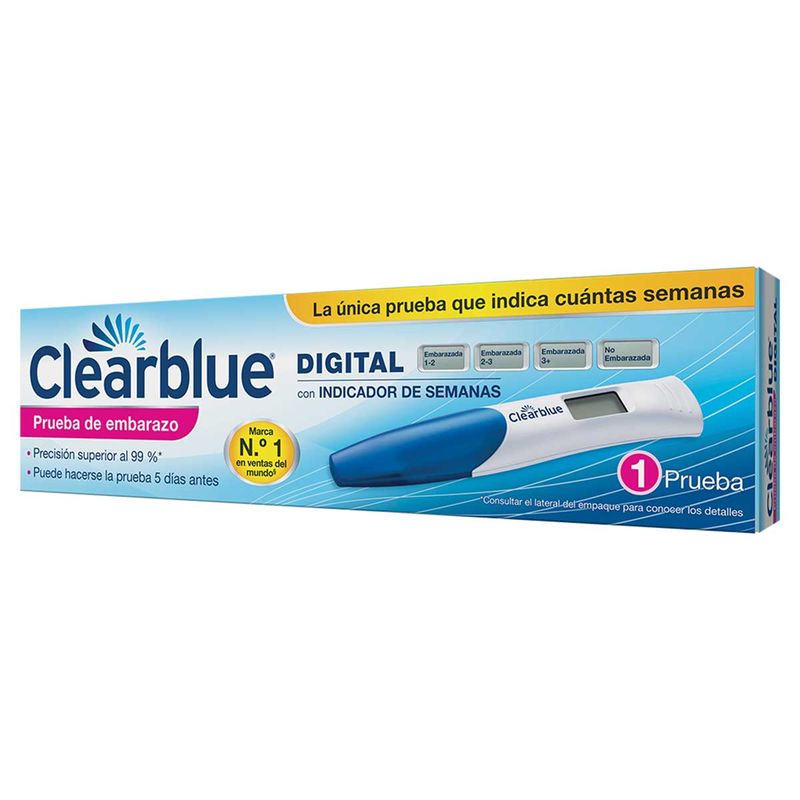 La única prueba que indica cuántas semanas
Clearblue
Prueba de embarazo
• Precisión superior al 99 %*
• Puede hacerse la prueba 5 días antes
Marca
N.º 1
en ventas del
mundo§
DIGITAL
con INDICADOR DE SEMANAS
Embarazada
1-2
Embarazada
2-3
Embarazada
3+
No
Embarazada
Clearblue
1 Prueba
*Consultar el lateral del empaque para conocer los detalles
Clearblue
DIGITAL